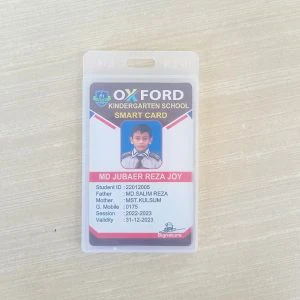 OXFORD
KINDERGARTEN SCHOOL
SMART CARD
MD JUBAER REZA JOY
Student ID : 22012005
Father : MD.SALIM REZA
Mother : MST.KULSUM
G. Mobile : 0175
Session : 2022-2023
Validity : 31-12-2023
Signature